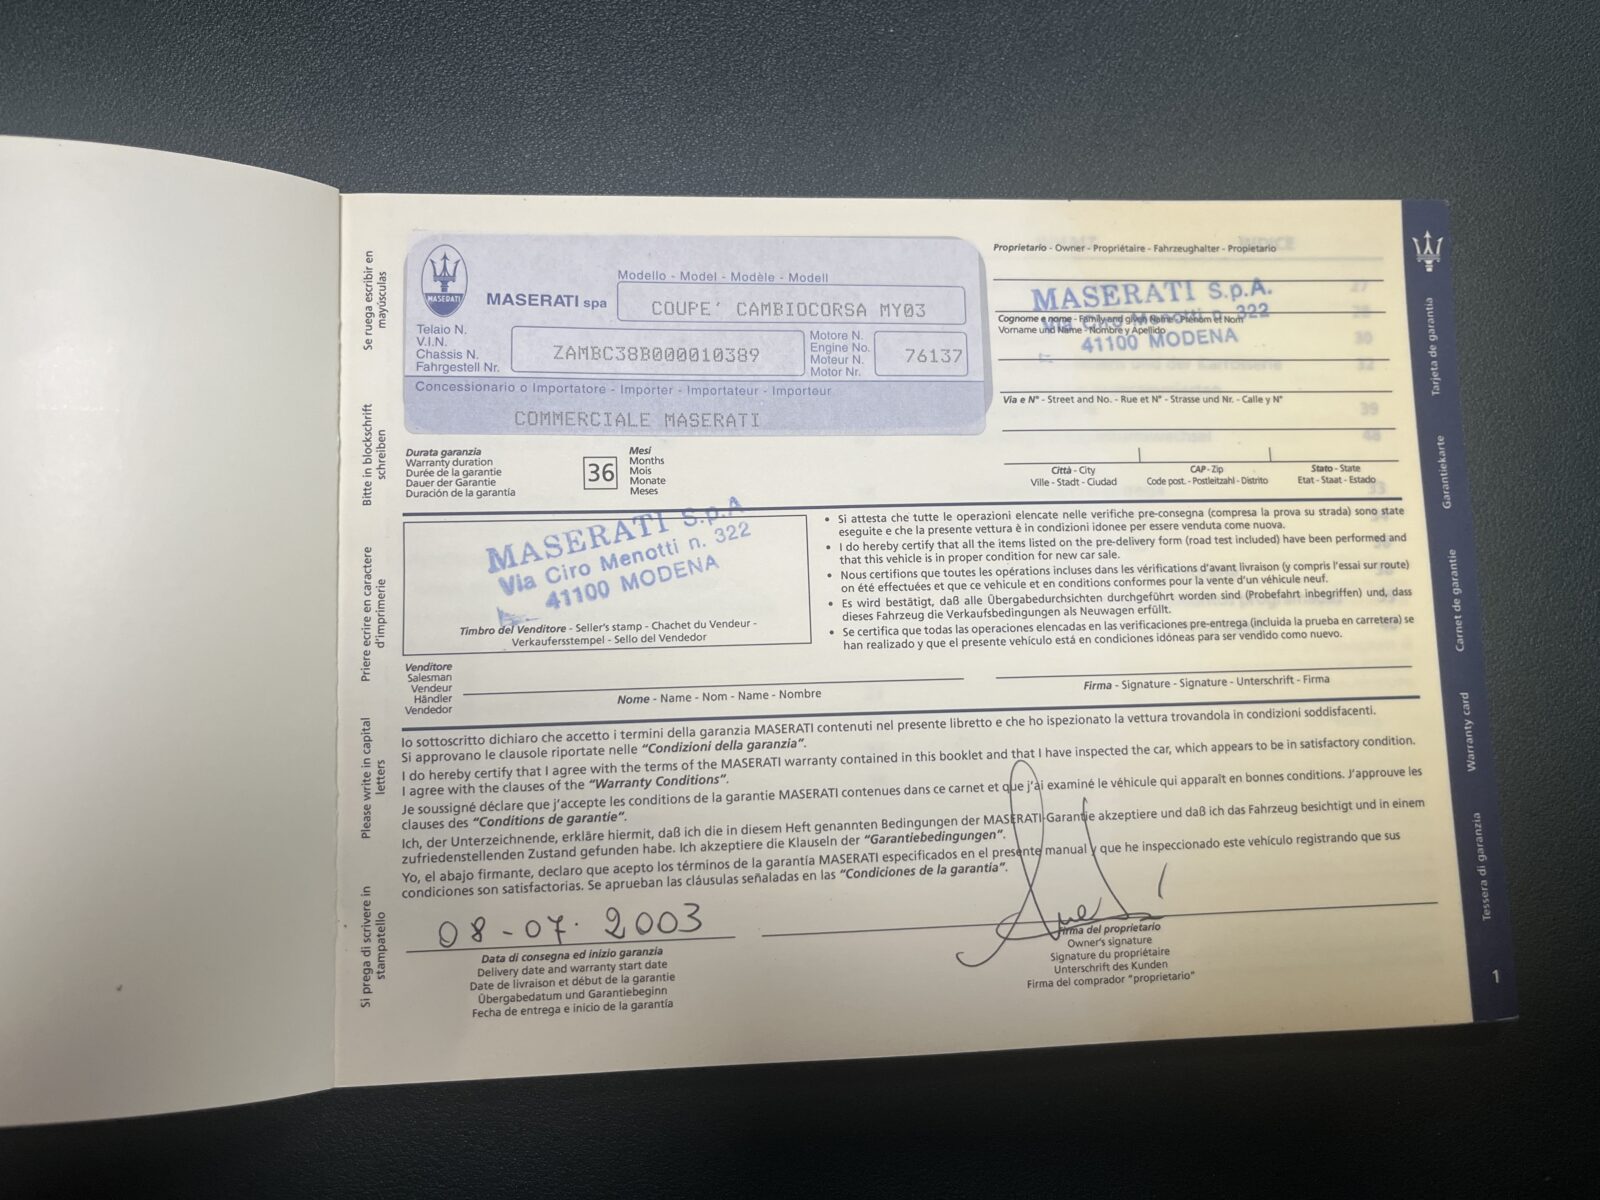 Se ruega escribir en
mayúsculas
Bitte in blockschrift
schreiben
Priere ecrire en caractere
d'imprimerie
Please write in capital
letters
Si prega di scrivere in
stampatello
MASERATI
MASERATI spa
Modello - Model - Modèle - Modell
COUPE' CAMBIOCORSA MY03
Telaio N.
V.I.N.
Chassis N.
Fahrgestell Nr.
ZAMBC38B000010389
Motore N.
Engine No.
Moteur N.
Motor Nr.
76137
Concessionario o Importatore - Importer - Importateur - Importeur
COMMERCIALE MASERATI
Proprietario - Owner - Propriétaire - Fahrzeughalter - Propietario
MASERATI S.p.A.
Via Ciro Menotti n. 322
41100 MODENA
Cognome e nome - Family and given Name - Prénom et Nom
Vorname und Name - Nombre y Apellido
Via e N° - Street and No. - Rue et N° - Strasse und Nr. - Calle y N°
Città - City
Ville - Stadt - Ciudad
CAP - Zip
Code post. - Postleitzahl - Distrito
Stato - State
Etat - Staat - Estado
Durata garanzia
Warranty duration
Durée de la garantie
Dauer der Garantie
Duración de la garantía
36
Mesi
Months
Mois
Monate
Meses
MASERATI S.p.A
Via Ciro Menotti n. 322
41100 MODENA
Timbro del Venditore - Seller's stamp - Chachet du Vendeur -
Verkaufersstempel - Sello del Vendedor
• Si attesta che tutte le operazioni elencate nelle verifiche pre-consegna (compresa la prova su strada) sono state
eseguite e che la presente vettura è in condizioni idonee per essere venduta come nuova.
• I do hereby certify that all the items listed on the pre-delivery form (road test included) have been performed and
that this vehicle is in proper condition for new car sale.
• Nous certifions que toutes les opérations incluses dans les vérifications d'avant livraison (y compris l'essai sur route)
on été effectuées et que ce vehicule et en conditions conformes pour la vente d'un véhicule neuf.
• Es wird bestätigt, daß alle Übergabedurchsichten durchgeführt worden sind (Probefahrt inbegriffen) und, dass
dieses Fahrzeug die Verkaufsbedingungen als Neuwagen erfüllt.
• Se certifica que todas las operaciones elencadas en las verificaciones pre-entrega (incluida la prueba en carretera) se
han realizado y que el presente vehículo está en condiciones idóneas para ser vendido como nuevo.
Venditore
Salesman
Vendeur
Händler
Vendedor
Nome - Name - Nom - Name - Nombre
Firma - Signature - Signature - Unterschrift - Firma
Io sottoscritto dichiaro che accetto i termini della garanzia MASERATI contenuti nel presente libretto e che ho ispezionato la vettura trovandola in condizioni soddisfacenti.
Si approvano le clausole riportate nelle "Condizioni della garanzia".
I do hereby certify that I agree with the terms of the MASERATI warranty contained in this booklet and that I have inspected the car, which appears to be in satisfactory condition.
I agree with the clauses of the "Warranty Conditions".
Je soussigné déclare que j'accepte les conditions de la garantie MASERATI contenues dans ce carnet et que j'ai examiné le véhicule qui apparaît en bonnes conditions. J'approuve les
clauses des "Conditions de garantie".
Ich, der Unterzeichnende, erkläre hiermit, daß ich die in diesem Heft genannten Bedingungen der MASERATI-Garantie akzeptiere und daß ich das Fahrzeug besichtigt und in einem
zufriedenstellenden Zustand gefunden habe. Ich akzeptiere die Klauseln der "Garantiebedingungen".
Yo, el abajo firmante, declaro que acepto los términos de la garantía MASERATI especificados en el presente manual y que he inspeccionado este vehículo registrando que sus
condiciones son satisfactorias. Se aprueban las cláusulas señaladas en las "Condiciones de la garantía".
08-07.2003
Data di consegna ed inizio garanzia
Delivery date and warranty start date
Date de livraison et début de la garantie
Übergabedatum und Garantiebeginn
Fecha de entrega e inicio de la garantía
Firma del proprietario
Owner's signature
Signature du propriétaire
Unterschrift des Kunden
Firma del comprador "proprietario"
Tarjeta de garantía
Garantiekarte
Carnet de garantie
Warranty card
Tessera di garanzia
1